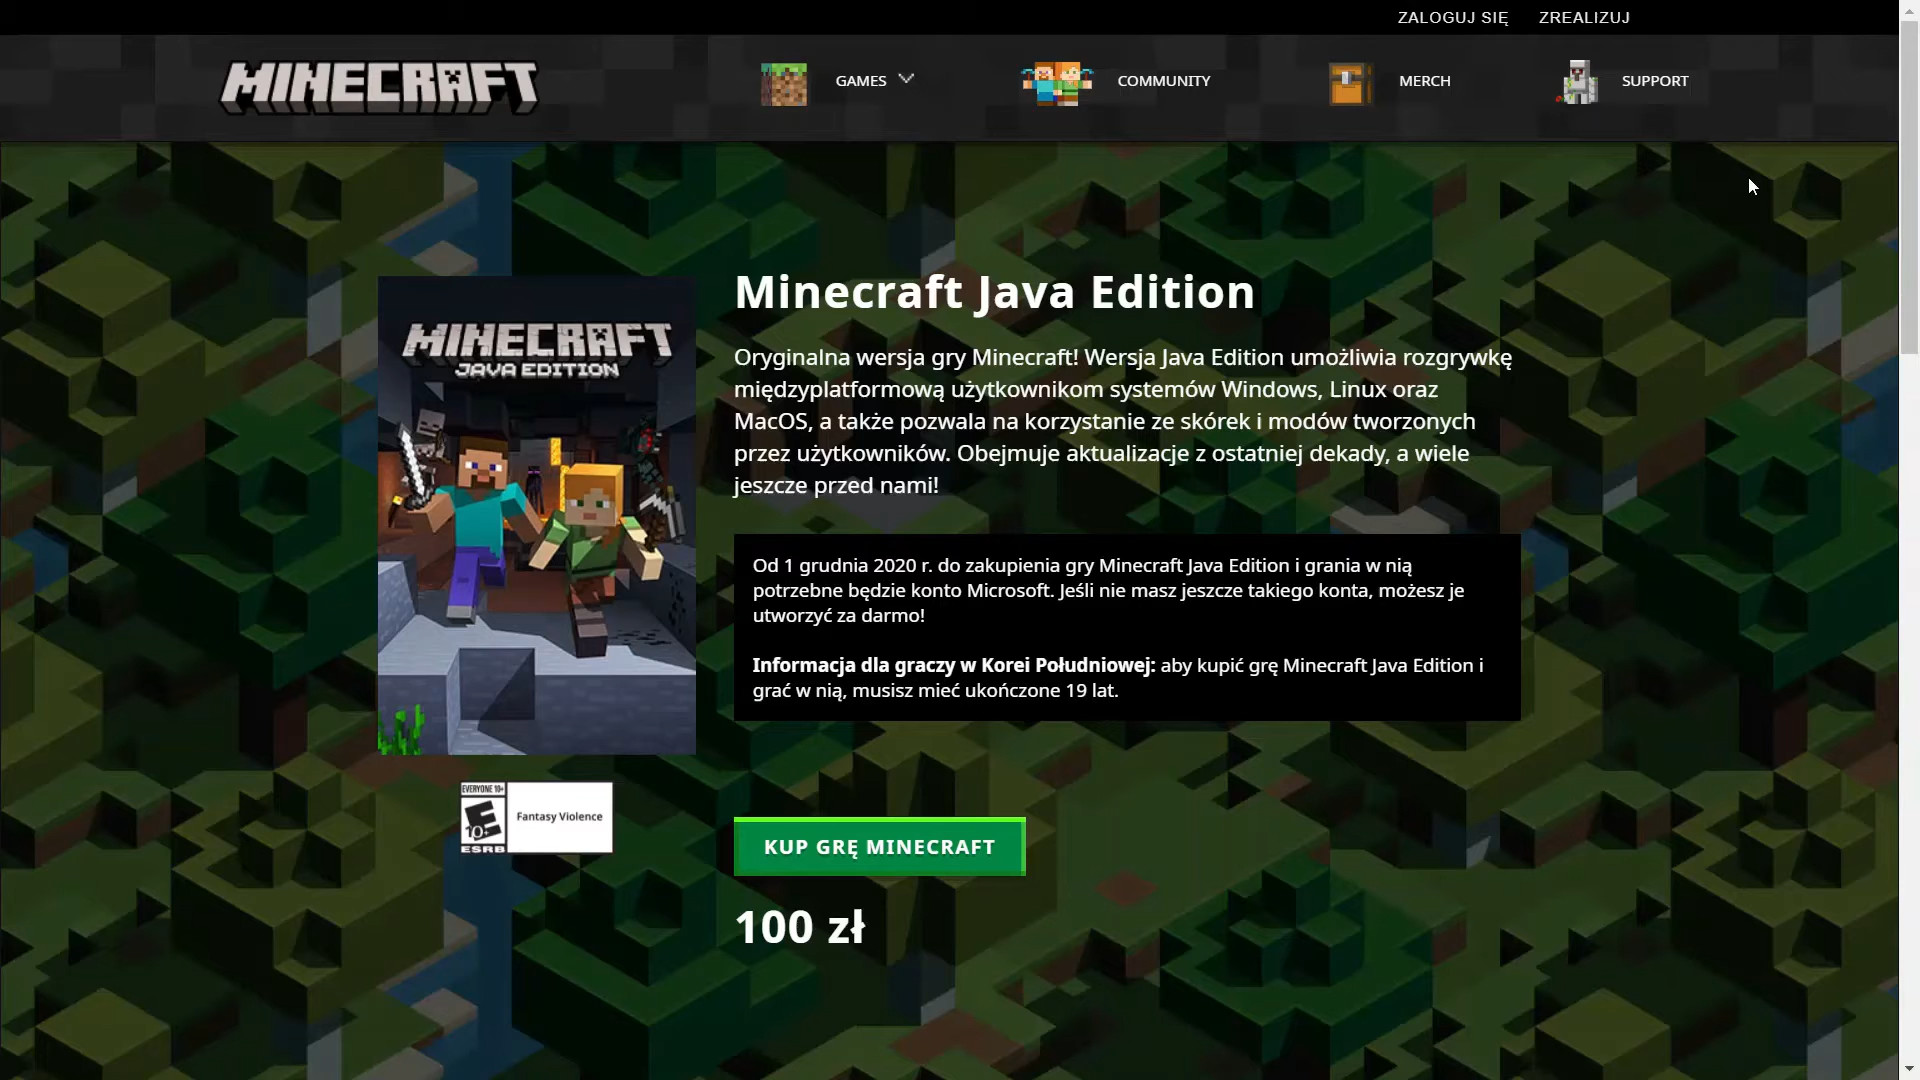 ZALOGUJ SIĘ ZREALIZUJ
MINECRAFT GAMES COMMUNITY MERCH SUPPORT
Minecraft Java Edition
MINECRAFT
JAVA EDITION
Oryginalna wersja gry Minecraft! Wersja Java Edition umożliwia rozgrywkę
międzyplatformową użytkownikom systemów Windows, Linux oraz
MacOS, a także pozwala na korzystanie ze skórek i modów tworzonych
przez użytkowników. Obejmuje aktualizacje z ostatniej dekady, a wiele
jeszcze przed nami!
Od 1 grudnia 2020 r. do zakupienia gry Minecraft Java Edition i grania w nią
potrzebne będzie konto Microsoft. Jeśli nie masz jeszcze takiego konta, możesz je
utworzyć za darmo!
Informacja dla graczy w Korei Południowej: aby kupić grę Minecraft Java Edition i
grać w nią, musisz mieć ukończone 19 lat.
EVERYONE 10+
E
10+
ESRB
Fantasy Violence
KUP GRĘ MINECRAFT
100 zł